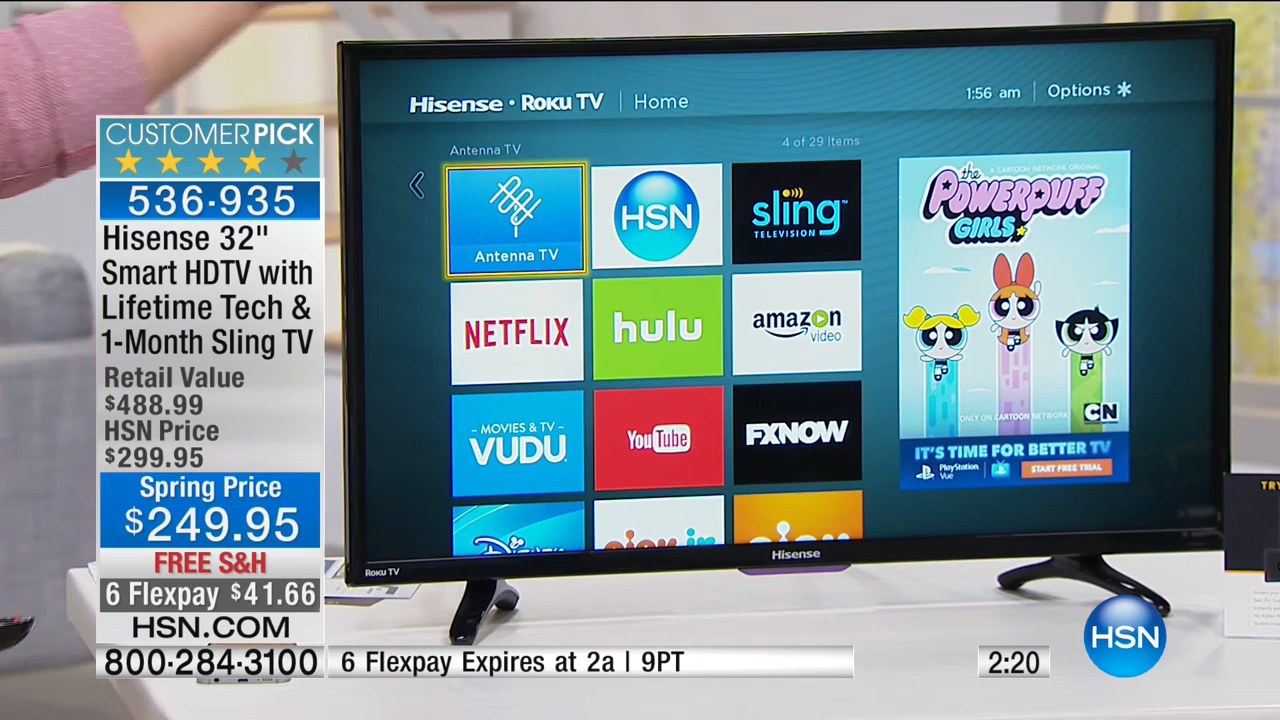 CUSTOMER PICK
536-935
Hisense 32"
Smart HDTV with
Lifetime Tech &
1-Month Sling TV
Retail Value
$488.99
HSN Price
$299.95
Spring Price
$249.95
FREE S&H
6 Flexpay $41.66
HSN.COM
800-284-3100
6 Flexpay Expires at 2a | 9PT
2:20
HSN
Hisense • Roku TV | Home
1:56 am | Options *
Antenna TV
4 of 29 Items
Antenna TV
HSN
sling
TELEVISION
NETFLIX
hulu
amazon
video
MOVIES & TV
VUDU
YouTube
FXNOW
DISNEY
A CARTOON NETWORK ORIGINAL
the
POWERPUFF
GIRLS
ONLY ON CARTOON NETWORK
CN
IT'S TIME FOR BETTER TV
PlayStation
Vue
START FREE TRIAL
Hisense
Roku TV
TRY